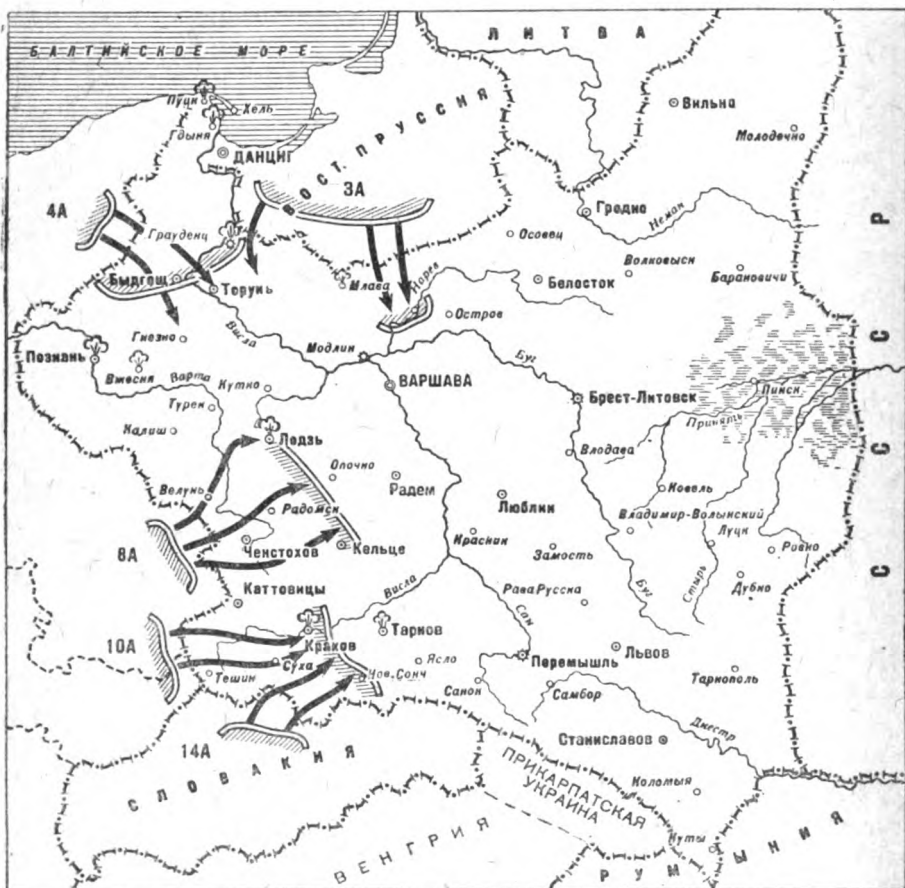 БАЛТИЙСКОЕ МОРЕ
ЛИТВА
Пуцк
Хель
Гдыня
ДАНЦИГ
ВОСТ. ПРУССИЯ
3А
4А
Грауденц
Быдгощ
Торунь
Млава
Нарев
Осовец
Гродно
Неман
Вильна
Молодечно
Волковыск
Барановичи
Белосток
Остров
Гнезно
Висла
Модлин
Буг
Познань
Вжесня
Варта
Кутно
ВАРШАВА
Брест-Литовск
Пинск
Припять
Турек
Калиш
Лодзь
Влодава
Опочно
Радем
Люблин
Ковель
Велунь
Радомск
Владимир-Волынский
Луцк
8А
Ченстохов
Кельце
Красник
Замость
Ровно
Стырь
Дубно
Каттовицы
Висла
Рава Русска
Буг
Сан
10А
Краков
Тарнов
Львов
Тешин
Суха
Ясло
Перемышль
Нов. Сонч
Санок
Самбор
Тарнополь
14А
Днестр
СЛОВАКИЯ
Станиславов
ПРИКАРПАТСКАЯ
УКРАИНА
Коломыя
Куты
ВЕНГРИЯ
РУМЫНИЯ
СССР